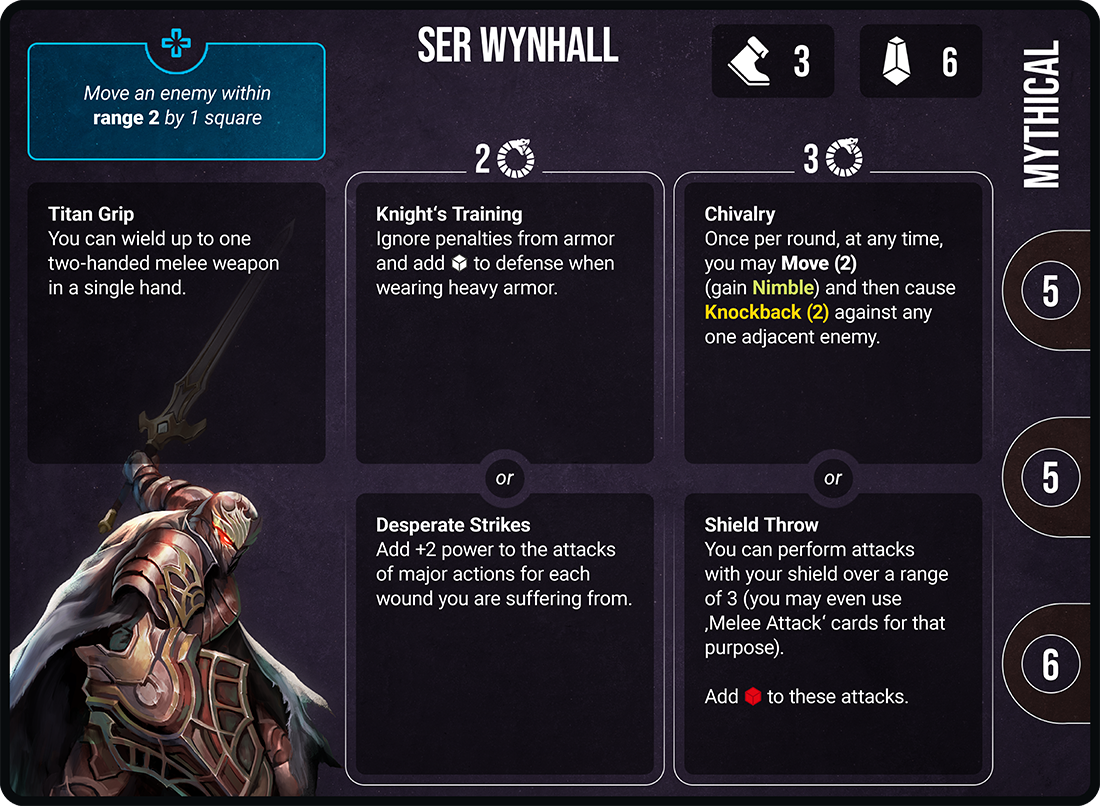 SER WYNHALL
3
6
MYTHICAL
Move an enemy within
range 2 by 1 square
2
3
Titan Grip
You can wield up to one
two-handed melee weapon
in a single hand.
Knight‘s Training
Ignore penalties from armor
and add to defense when
wearing heavy armor.
or
Desperate Strikes
Add +2 power to the attacks
of major actions for each
wound you are suffering from.
Chivalry
Once per round, at any time,
you may Move (2)
(gain Nimble) and then cause
Knockback (2) against any
one adjacent enemy.
or
Shield Throw
You can perform attacks
with your shield over a range
of 3 (you may even use
‚Melee Attack‘ cards for that
purpose).
Add to these attacks.
5
5
6